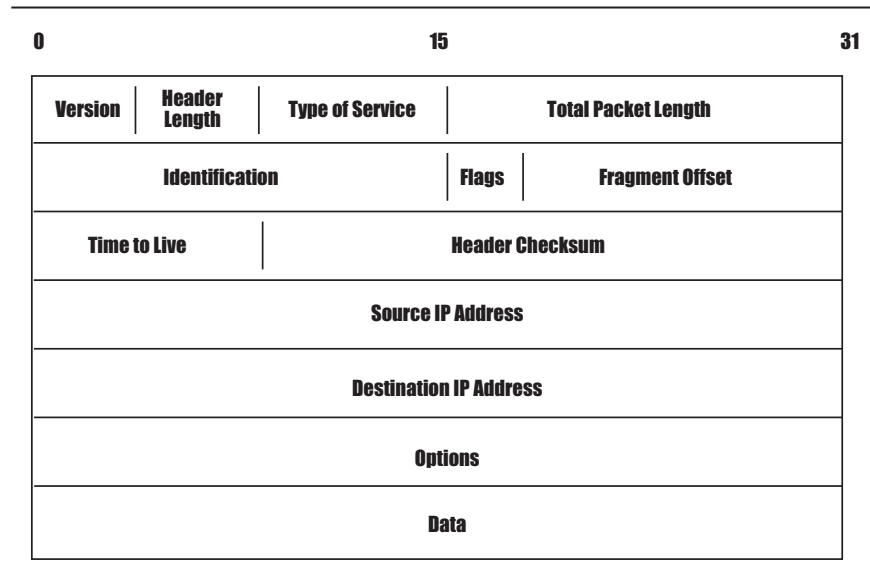 0 15 31
Version Header Length Type of Service Total Packet Length
Identification Flags Fragment Offset
Time to Live Header Checksum
Source IP Address
Destination IP Address
Options
Data